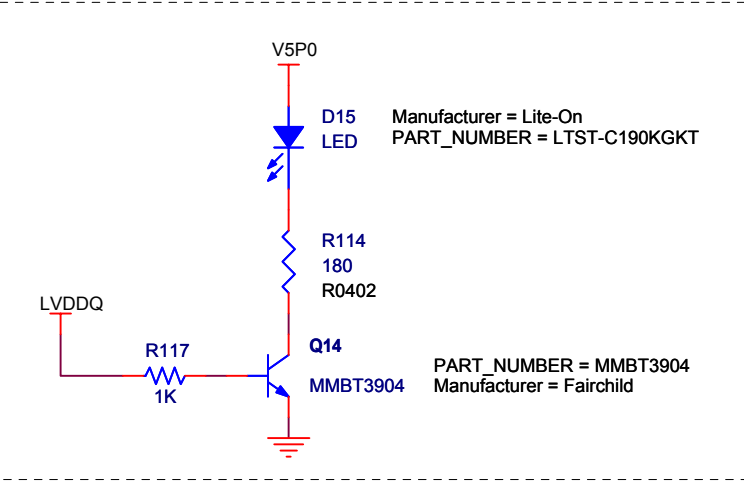 V5P0
D15
LED
Manufacturer = Lite-On
PART_NUMBER = LTST-C190KGKT
R114
180
R0402
LVDDQ
R117
1K
Q14
MMBT3904
PART_NUMBER = MMBT3904
Manufacturer = Fairchild